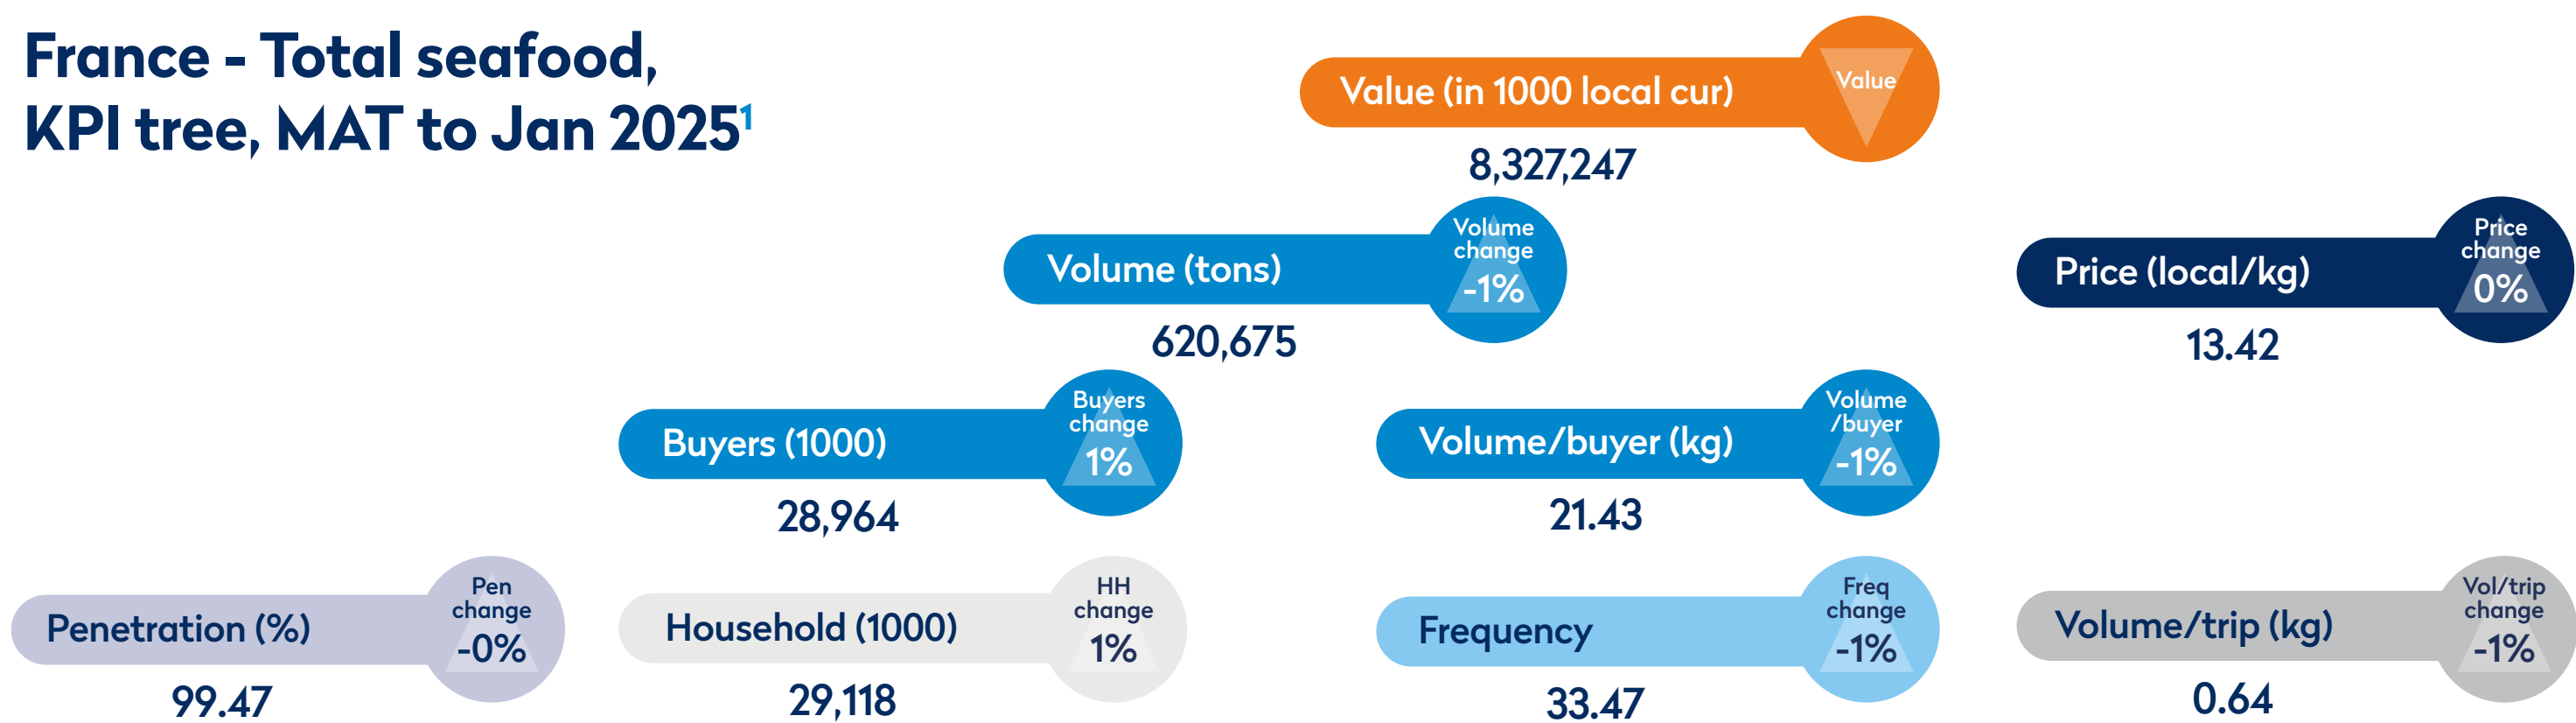 France - Total seafood,
KPI tree, MAT to Jan 2025¹
Value (in 1000 local cur)
Value
8,327,247
Volume (tons)
Volume
change
-1%
620,675
Price (local/kg)
Price
change
0%
13.42
Buyers (1000)
Buyers
change
1%
28,964
Volume/buyer (kg)
Volume
/buyer
-1%
21.43
Penetration (%)
Pen
change
-0%
99.47
Household (1000)
HH
change
1%
29,118
Frequency
Freq
change
-1%
33.47
Volume/trip (kg)
Vol/trip
change
-1%
0.64